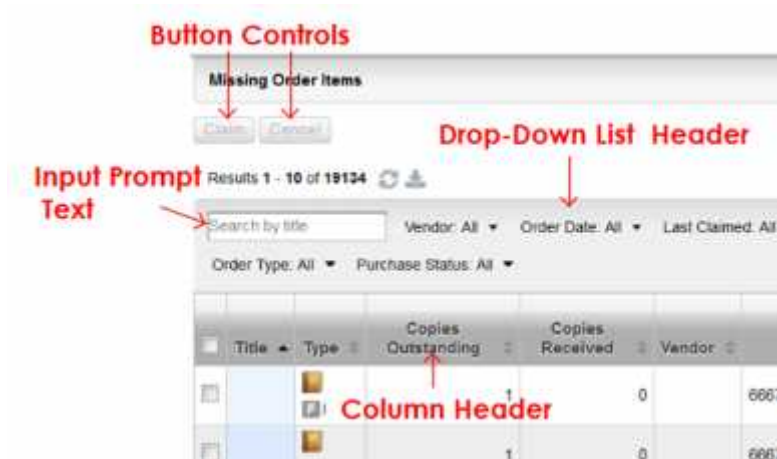 Button Controls
Missing Order Items
Claim Cancel
Drop-Down List Header
Input Prompt Text
Results 1 - 10 of 19134
Search by title Vendor: All Order Date: All Last Claimed: All
Order Type: All Purchase Status: All
Title Type Copies Outstanding Copies Received Vendor
1 0 6667
Column Header
1 0 6667